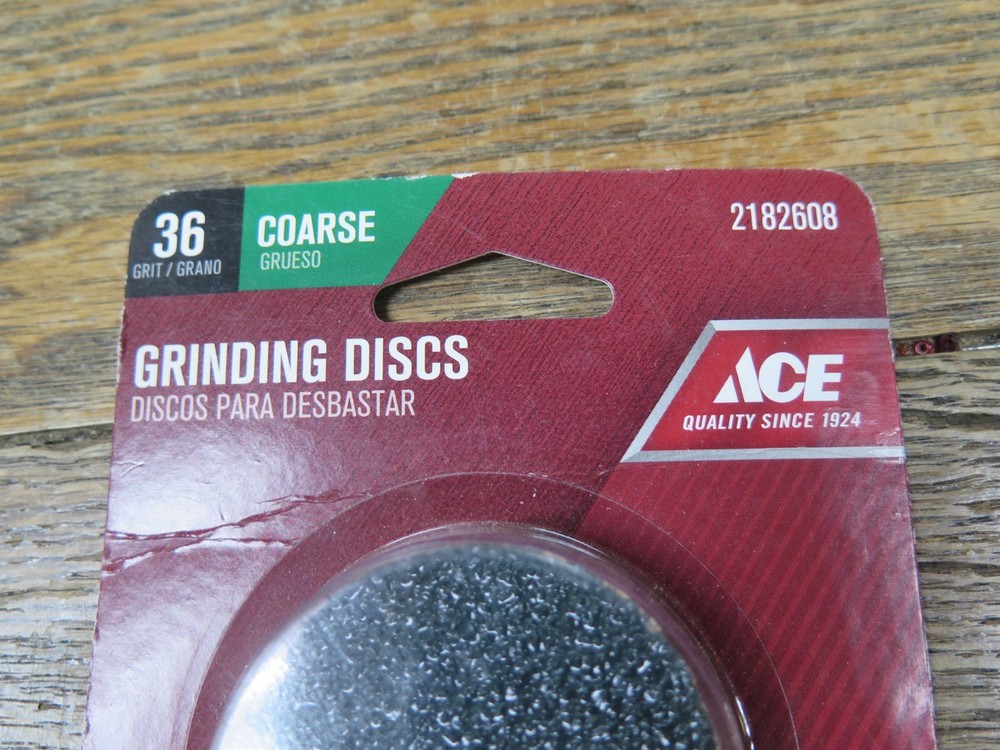 36
GRIT / GRANO
COARSE
GRUESO
2182608
GRINDING DISCS
DISCOS PARA DESBASTAR
ACE
QUALITY SINCE 1924